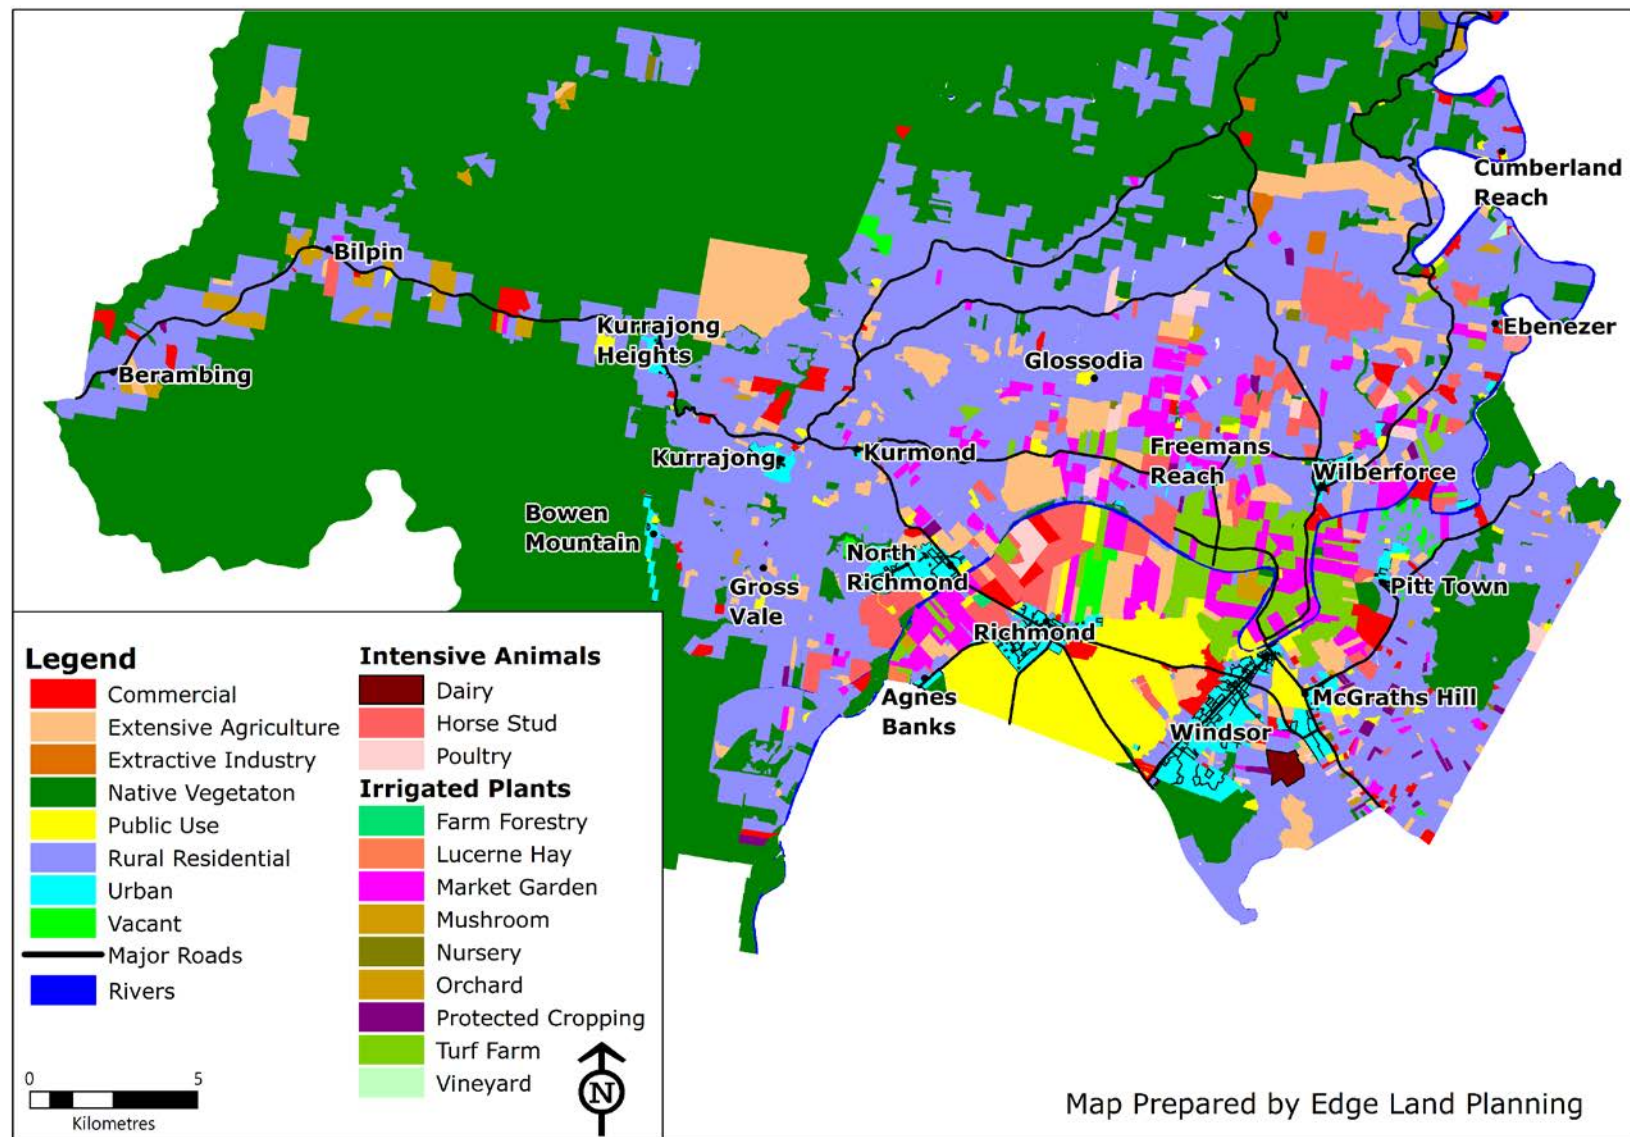 Cumberland
Reach
Bilpin
Kurrajong
Heights
Ebenezer
Glossodia
Berambing
Freemans
Reach
Kurrajong
Kurmond
Wilberforce
Bowen
Mountain
North
Richmond
Gross
Vale
Pitt Town
Richmond
Agnes
Banks
McGraths Hill
Windsor
Legend
Commercial
Extensive Agriculture
Extractive Industry
Native Vegetaton
Public Use
Rural Residential
Urban
Vacant
Major Roads
Rivers
Intensive Animals
Dairy
Horse Stud
Poultry
Irrigated Plants
Farm Forestry
Lucerne Hay
Market Garden
Mushroom
Nursery
Orchard
Protected Cropping
Turf Farm
Vineyard
0 5
Kilometres
N
Map Prepared by Edge Land Planning